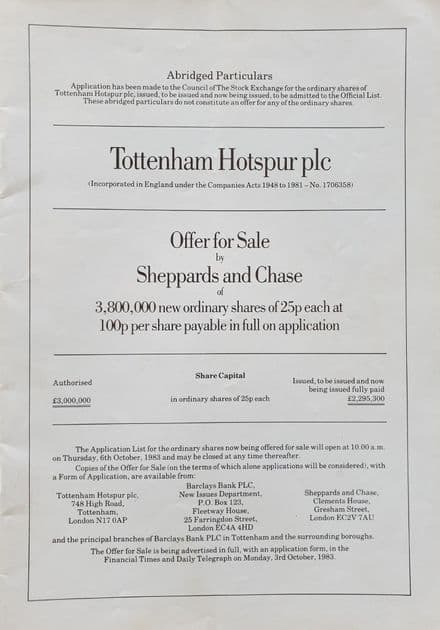 Abridged Particulars
Application has been made to the Council of The Stock Exchange for the ordinary shares of
Tottenham Hotspur plc, issued, to be issued and now being issued, to be admitted to the Official List.
These abridged particulars do not constitute an offer for any of the ordinary shares.
Tottenham Hotspur plc
(Incorporated in England under the Companies Acts 1948 to 1981 – No. 1706358)
Offer for Sale
by
Sheppards and Chase
of
3,800,000 new ordinary shares of 25p each at
100p per share payable in full on application
Share Capital
Authorised
Issued, to be issued and now
being issued fully paid
£3,000,000 in ordinary shares of 25p each £2,295,300
The Application List for the ordinary shares now being offered for sale will open at 10.00 a.m.
on Thursday, 6th October, 1983 and may be closed at any time thereafter.
Copies of the Offer for Sale (on the terms of which alone applications will be considered), with
a Form of Application, are available from:
Tottenham Hotspur plc,
748 High Road,
Tottenham,
London N17 0AP
Barclays Bank PLC,
New Issues Department,
P.O. Box 123,
Fleetway House,
25 Farringdon Street,
London EC4A 4HD
Sheppards and Chase,
Clements House,
Gresham Street,
London EC2V 7AU
and the principal branches of Barclays Bank PLC in Tottenham and the surrounding boroughs.
The Offer for Sale is being advertised in full, with an application form, in the
Financial Times and Daily Telegraph on Monday, 3rd October, 1983.